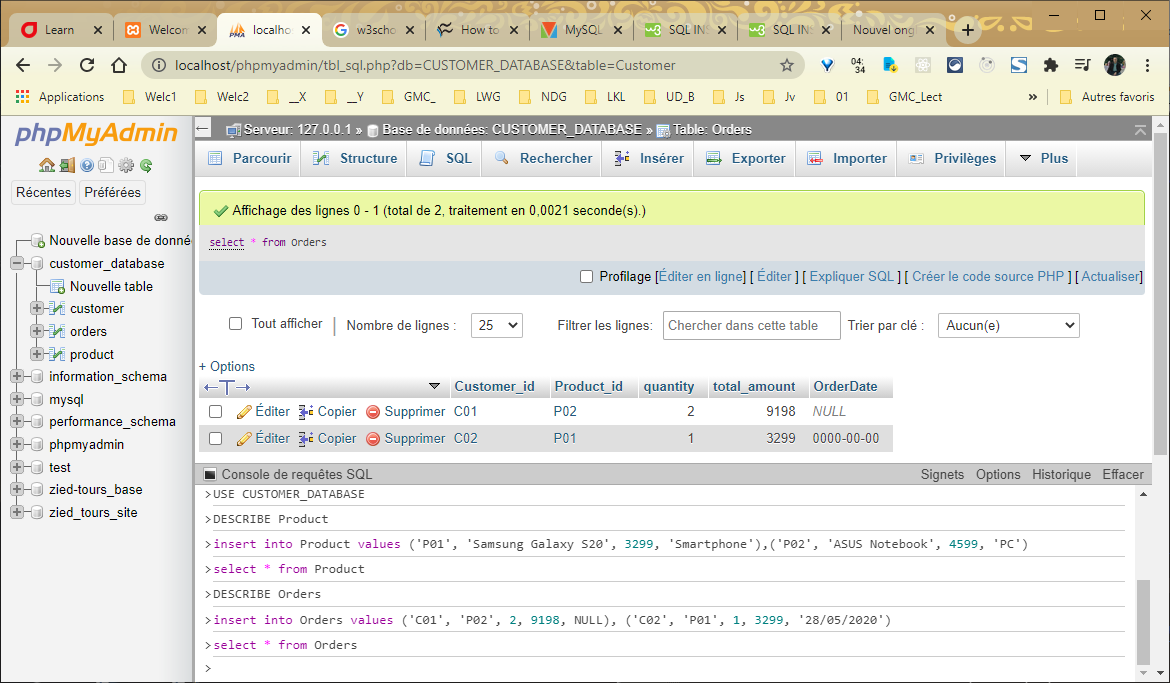 Learn
Welcom
localho
w3scho
How to
MySQL
SQL IN
SQL IN
Nouvel ong
localhost/phpmyadmin/tbl_sql.php?db=CUSTOMER_DATABASE&table=Customer
04;
34
Applications
Welc1
Welc2
__X
__Y
GMC_
LWG
NDG
LKL
UD_B
Js
Jv
01
GMC_Lect
»
Autres favoris
phpMyAdmin
Récentes
Préférées
Nouvelle base de donné
customer_database
Nouvelle table
customer
orders
product
information_schema
mysql
performance_schema
phpmyadmin
test
zied-tours_base
zied_tours_site
Serveur: 127.0.0.1 » Base de données: CUSTOMER_DATABASE » Table: Orders
Parcourir
Structure
SQL
Rechercher
Insérer
Exporter
Importer
Privilèges
Plus
Affichage des lignes 0 - 1 (total de 2, traitement en 0,0021 seconde(s).)
select * from Orders
Profilage [Éditer en ligne] [ Éditer ] [ Expliquer SQL ] [ Créer le code source PHP ] [ Actualiser]
Tout afficher | Nombre de lignes : 25 Filtrer les lignes: Chercher dans cette table Trier par clé : Aucun(e)
+ Options
Customer_id Product_id quantity total_amount OrderDate
Éditer Copier Supprimer C01 P02 2 9198 NULL
Éditer Copier Supprimer C02 P01 1 3299 0000-00-00
Console de requêtes SQL
Signets Options Historique Effacer
>USE CUSTOMER_DATABASE
>DESCRIBE Product
>insert into Product values ('P01', 'Samsung Galaxy S20', 3299, 'Smartphone'),('P02', 'ASUS Notebook', 4599, 'PC')
>select * from Product
>DESCRIBE Orders
>insert into Orders values ('C01', 'P02', 2, 9198, NULL), ('C02', 'P01', 1, 3299, '28/05/2020')
>select * from Orders
>